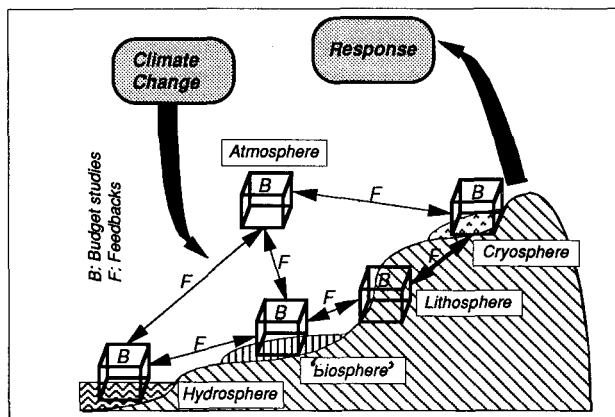 Climate
Change
Response
Atmosphere
B: Budget studies
F: Feedbacks
B
F
B
F
F
F
Cryosphere
B
F
Lithosphere
B
F
"biosphere"
B
Hydrosphere